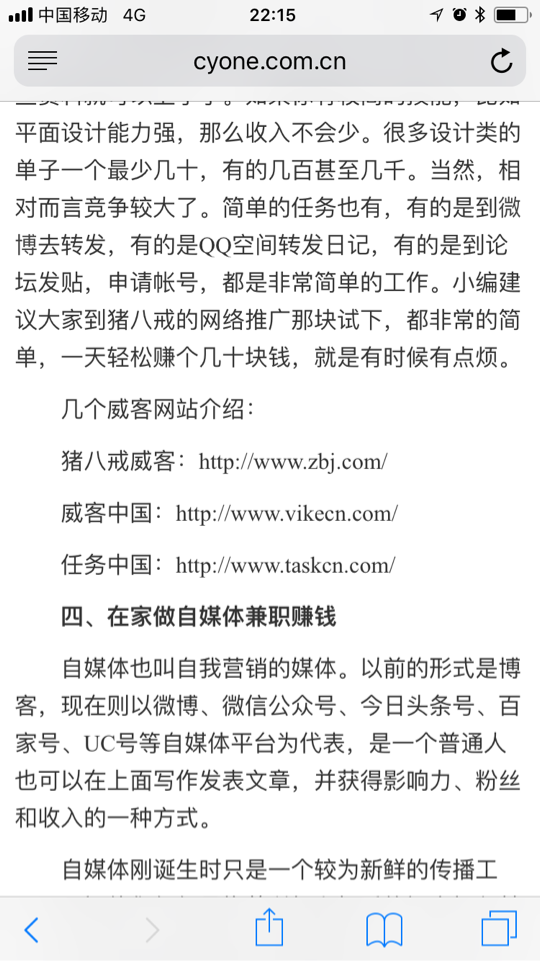 中国移动 4G 22:15
cyone.com.cn
平面设计能力强，那么收入不会少。很多设计类的
单子一个最少几十，有的几百甚至几千。当然，相
对而言竞争较大了。简单的任务也有，有的是到微
博去转发，有的是QQ空间转发日记，有的是到论
坛发贴，申请帐号，都是非常简单的工作。小编建
议大家到猪八戒的网络推广那块试下，都非常的简
单，一天轻松赚个几十块钱，就是有时候有点烦。
几个威客网站介绍：
猪八戒威客：http://www.zbj.com/
威客中国：http://www.vikecn.com/
任务中国：http://www.taskcn.com/
四、在家做自媒体兼职赚钱
自媒体也叫自我营销的媒体。以前的形式是博
客，现在则以微博、微信公众号、今日头条号、百
家号、UC号等自媒体平台为代表，是一个普通人
也可以在上面写作发表文章，并获得影响力、粉丝
和收入的一种方式。
自媒体刚诞生时只是一个较为新鲜的传播工